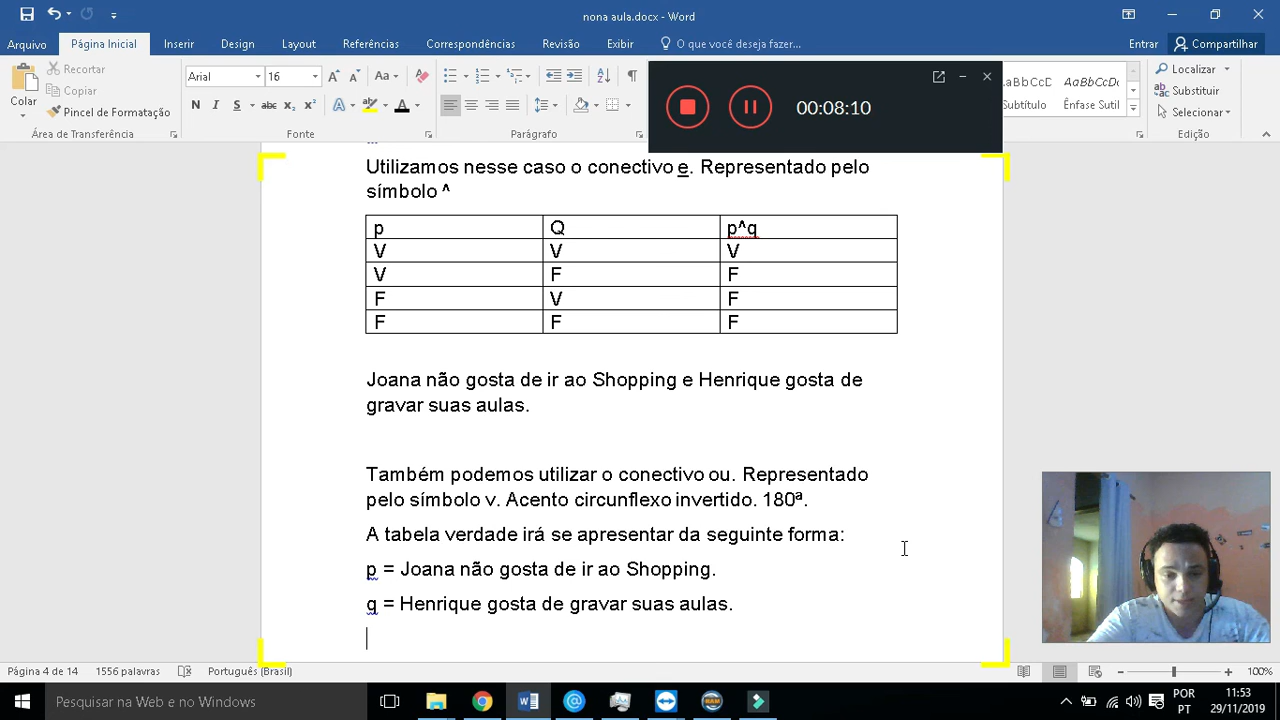 nona aula.docx - Word
Arquivo Página Inicial Inserir Design Layout Referências Correspondências Revisão Exibir O que você deseja fazer... Entrar Compartilhar
Colar
Recortar
Copiar
Pincel de Formatação
Área de Transferência
Arial 16
N I S abc x₂ x² A A
Fonte
Parágrafo
00:08:10
AaBbCcD AaBbCcD
Subtítulo Ênfase Sutil
Localizar
Substituir
Selecionar
Edição
Utilizamos nesse caso o conectivo e. Representado pelo
símbolo ^
p Q p^q
V V V
V F F
F V F
F F F
Joana não gosta de ir ao Shopping e Henrique gosta de
gravar suas aulas.
Também podemos utilizar o conectivo ou. Representado
pelo símbolo v. Acento circunflexo invertido. 180ª.
A tabela verdade irá se apresentar da seguinte forma:
p = Joana não gosta de ir ao Shopping.
q = Henrique gosta de gravar suas aulas.
Página 4 de 14 1556 palavras Português (Brasil) 100%
Pesquisar na Web e no Windows
POR
PT
11:53
29/11/2019